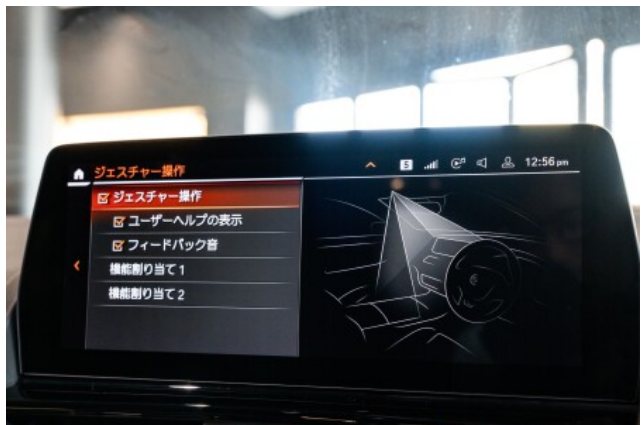 ジェスチャー操作
S
12:56 pm
ジェスチャー操作
ユーザーヘルプの表示
フィードバック音
機能割り当て 1
機能割り当て 2